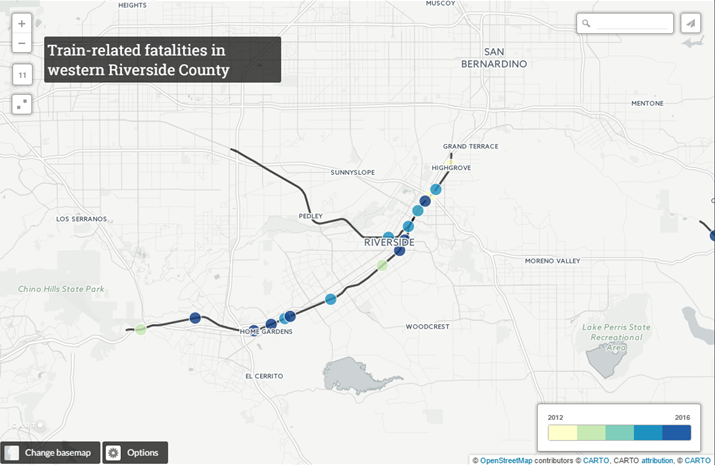 HEIGHTS
MUSCOY
+
−
Train-related fatalities in
western Riverside County
11
SAN
BERNARDINO
MENTONE
GRAND TERRACE
HIGHGROVE
SUNNYSLOPE
PEDLEY
LOS SERRANOS
RIVERSIDE
MORENO VALLEY
Chino Hills State Park
HOME GARDENS
WOODCREST
Lake Perris State
Recreational
Area
EL CERRITO
2012 2016
Change basemap Options
© OpenStreetMap contributors © CARTO, CARTO attribution, © CARTO